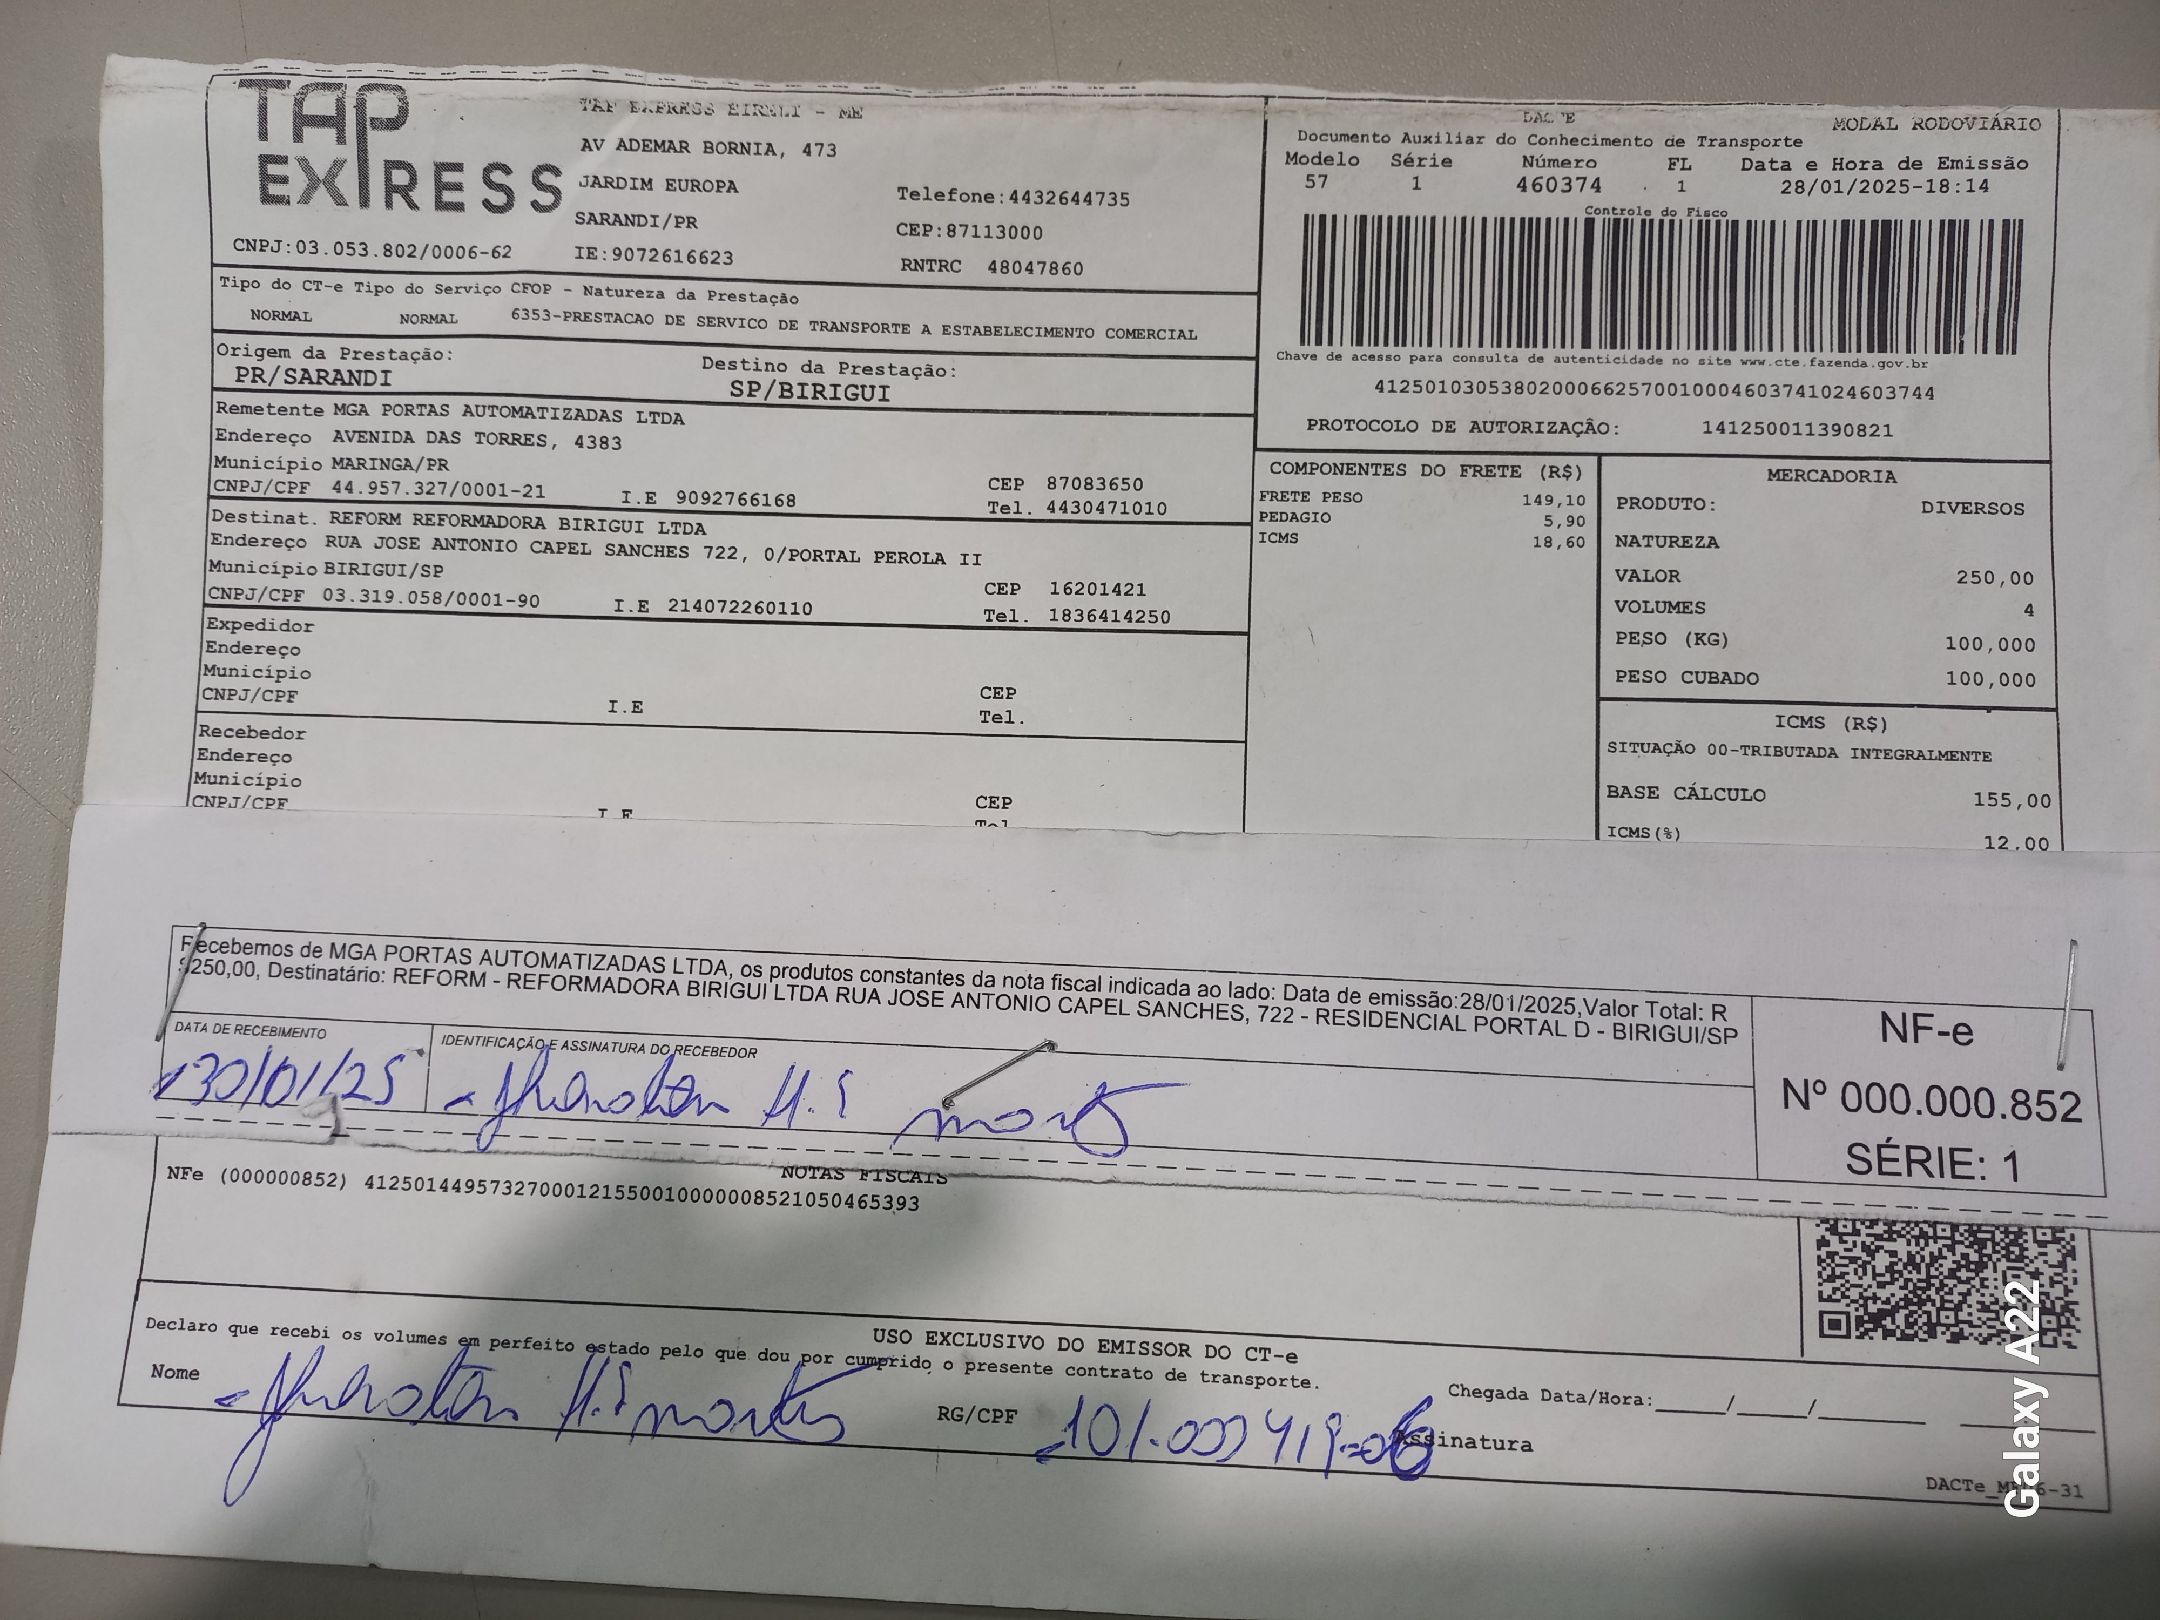 TAP EXPRESS
TAP EXPRESS EIRELI - ME
AV ADEMAR BORNIA, 473
JARDIM EUROPA
Telefone:4432644735
SARANDI/PR
CEP:87113000
CNPJ:03.053.802/0006-62
IE:9072616623
RNTRC 48047860
Tipo do CT-e Tipo do Serviço CFOP - Natureza da Prestação
NORMAL NORMAL 6353-PRESTACAO DE SERVICO DE TRANSPORTE A ESTABELECIMENTO COMERCIAL
Origem da Prestação: Destino da Prestação:
PR/SARANDI SP/BIRIGUI
Remetente MGA PORTAS AUTOMATIZADAS LTDA
Endereço AVENIDA DAS TORRES, 4383
Município MARINGA/PR CEP 87083650
CNPJ/CPF 44.957.327/0001-21 I.E 9092766168 Tel. 4430471010
Destinat. REFORM REFORMADORA BIRIGUI LTDA
Endereço RUA JOSE ANTONIO CAPEL SANCHES 722, 0/PORTAL PEROLA II
Município BIRIGUI/SP CEP 16201421
CNPJ/CPF 03.319.058/0001-90 I.E 214072260110 Tel. 1836414250
Expedidor
Endereço
Município CEP
CNPJ/CPF I.E Tel.
Recebedor
Endereço
Município CEP
CNPJ/CPF I.E Tel
DACTE MODAL RODOVIÁRIO
Documento Auxiliar do Conhecimento de Transporte
Modelo Série Número FL Data e Hora de Emissão
57 1 460374 1 28/01/2025-18:14
Controle do Fisco
Chave de acesso para consulta de autenticidade no site www.cte.fazenda.gov.br
41250103053802000662570010004603741024603744
PROTOCOLO DE AUTORIZAÇÃO: 141250011390821
COMPONENTES DO FRETE (R$)
FRETE PESO 149,10
PEDAGIO 5,90
ICMS 18,60
MERCADORIA
PRODUTO: DIVERSOS
NATUREZA
VALOR 250,00
VOLUMES 4
PESO (KG) 100,000
PESO CUBADO 100,000
ICMS (R$)
SITUAÇÃO 00-TRIBUTADA INTEGRALMENTE
BASE CÁLCULO 155,00
ICMS(%) 12.00
Recebemos de MGA PORTAS AUTOMATIZADAS LTDA, os produtos constantes da nota fiscal indicada ao lado: Data de emissão:28/01/2025,Valor Total: R
$250,00, Destinatário: REFORM - REFORMADORA BIRIGUI LTDA RUA JOSE ANTONIO CAPEL SANCHES, 722 - RESIDENCIAL PORTAL D - BIRIGUI/SP
DATA DE RECEBIMENTO IDENTIFICAÇÃO E ASSINATURA DO RECEBEDOR
30/01/25
NF-e
Nº 000.000.852
SÉRIE: 1
NOTAS FISCAIS
NFe (000000852) 41250144957327000121550010000008521050465393
USO EXCLUSIVO DO EMISSOR DO CT-e
Declaro que recebi os volumes em perfeito estado pelo que dou por cumprido o presente contrato de transporte.
Nome RG/CPF Chegada Data/Hora:_____/_____/_______
Assinatura
Galaxy A22